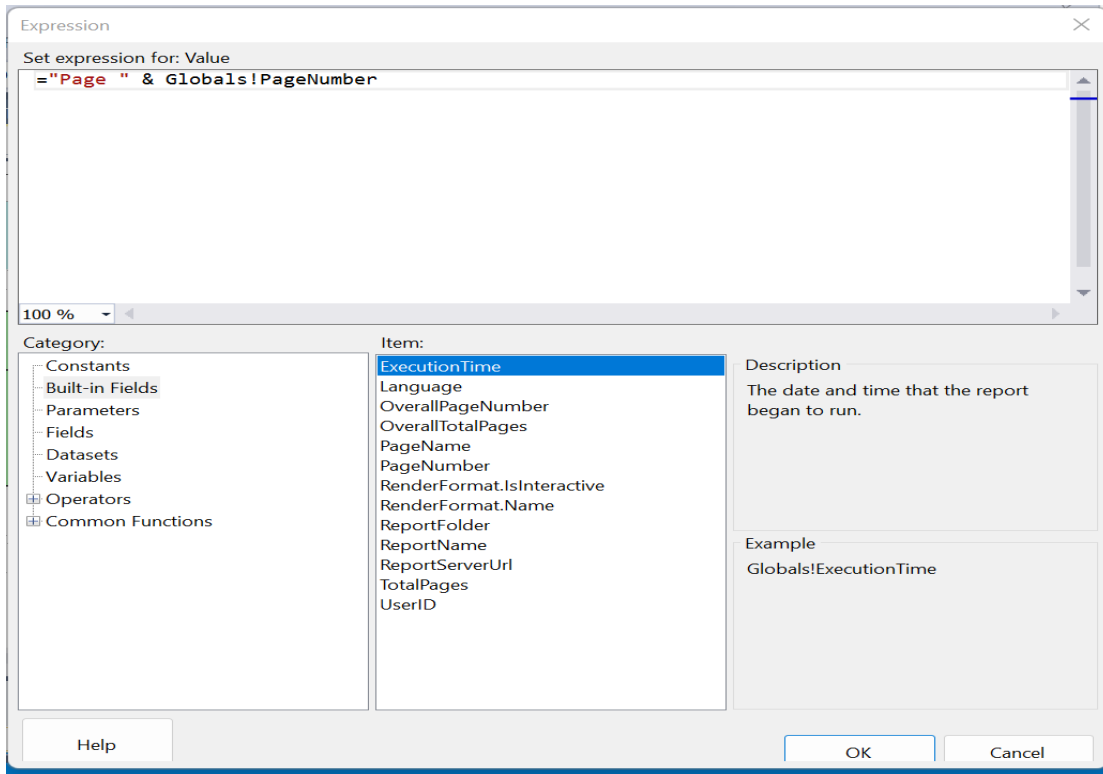 Expression
Set expression for: Value
="Page " & Globals!PageNumber
100 %
Category:
Constants
Built-in Fields
Parameters
Fields
Datasets
Variables
Operators
Common Functions
Item:
ExecutionTime
Language
OverallPageNumber
OverallTotalPages
PageName
PageNumber
RenderFormat.IsInteractive
RenderFormat.Name
ReportFolder
ReportName
ReportServerUrl
TotalPages
UserID
Description
The date and time that the report
began to run.
Example
Globals!ExecutionTime
Help
OK
Cancel